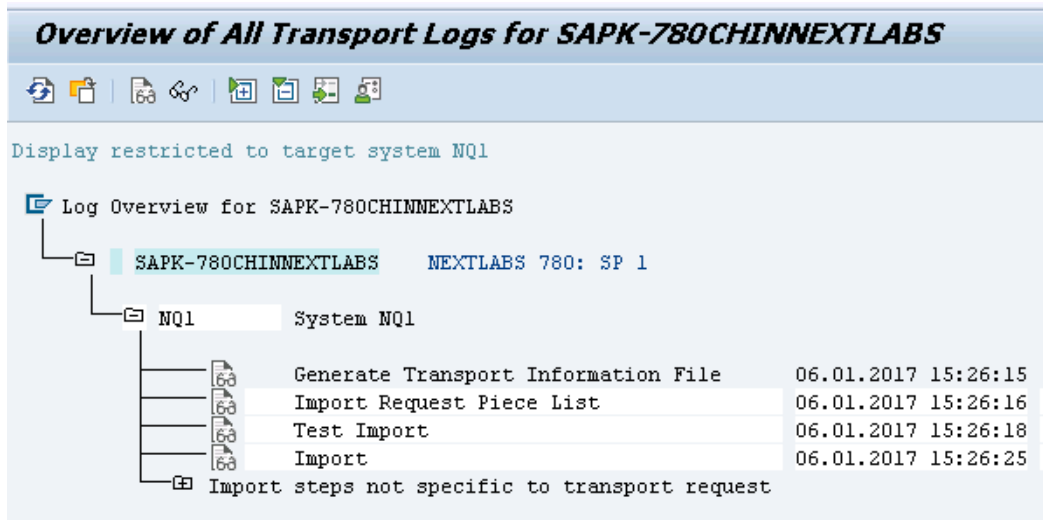 Overview of All Transport Logs for SAPK-780CHINNEXTLABS
Display restricted to target system NQ1
Log Overview for SAPK-780CHINNEXTLABS
SAPK-780CHINNEXTLABS NEXTLABS 780: SP 1
NQ1 System NQ1
Generate Transport Information File 06.01.2017 15:26:15
Import Request Piece List 06.01.2017 15:26:16
Test Import 06.01.2017 15:26:18
Import 06.01.2017 15:26:25
Import steps not specific to transport request